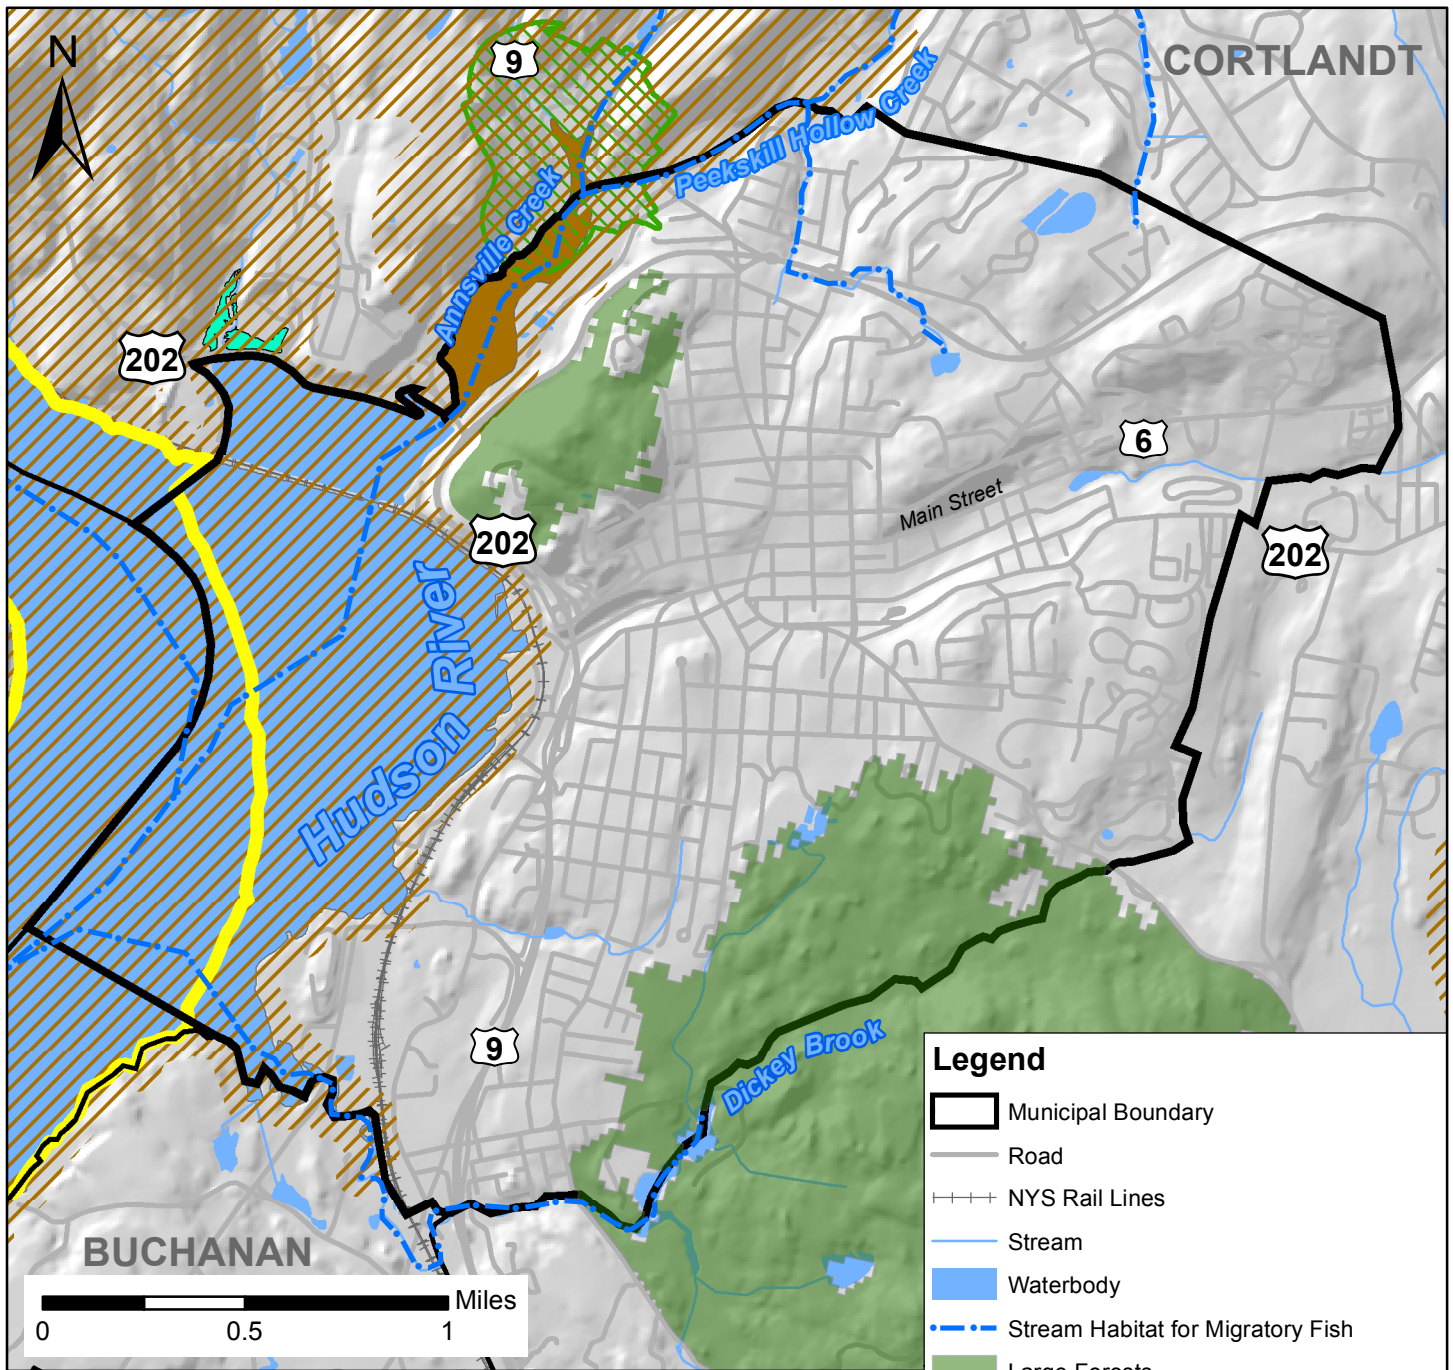 N
9
CORTLANDT
Peekskill Hollow Creek
Annsville Creek
202
6
Main Street
202
202
Hudson River
9
Dickey Brook
BUCHANAN
Miles
0 0.5 1
Legend
Municipal Boundary
Road
NYS Rail Lines
Stream
Waterbody
Stream Habitat for Migratory Fish
Large Forests